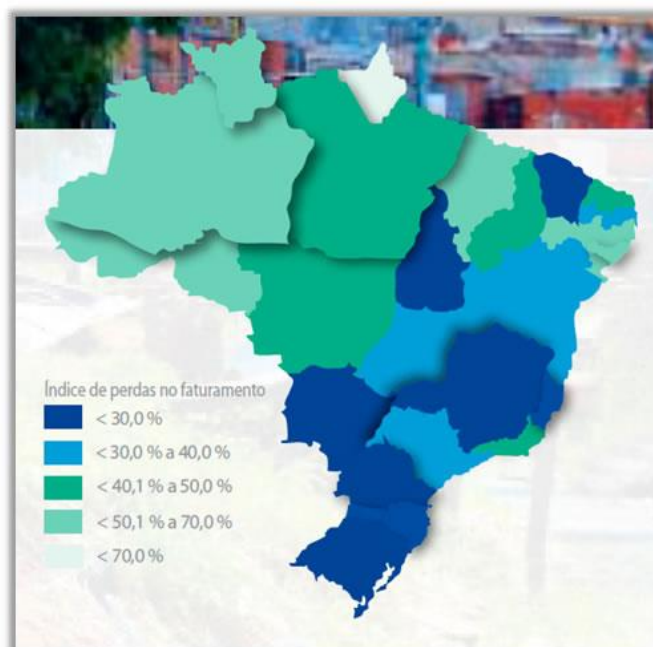 Índice de perdas no faturamento
< 30,0 %
< 30,0 % a 40,0 %
< 40,1 % a 50,0 %
< 50,1 % a 70,0 %
< 70,0 %